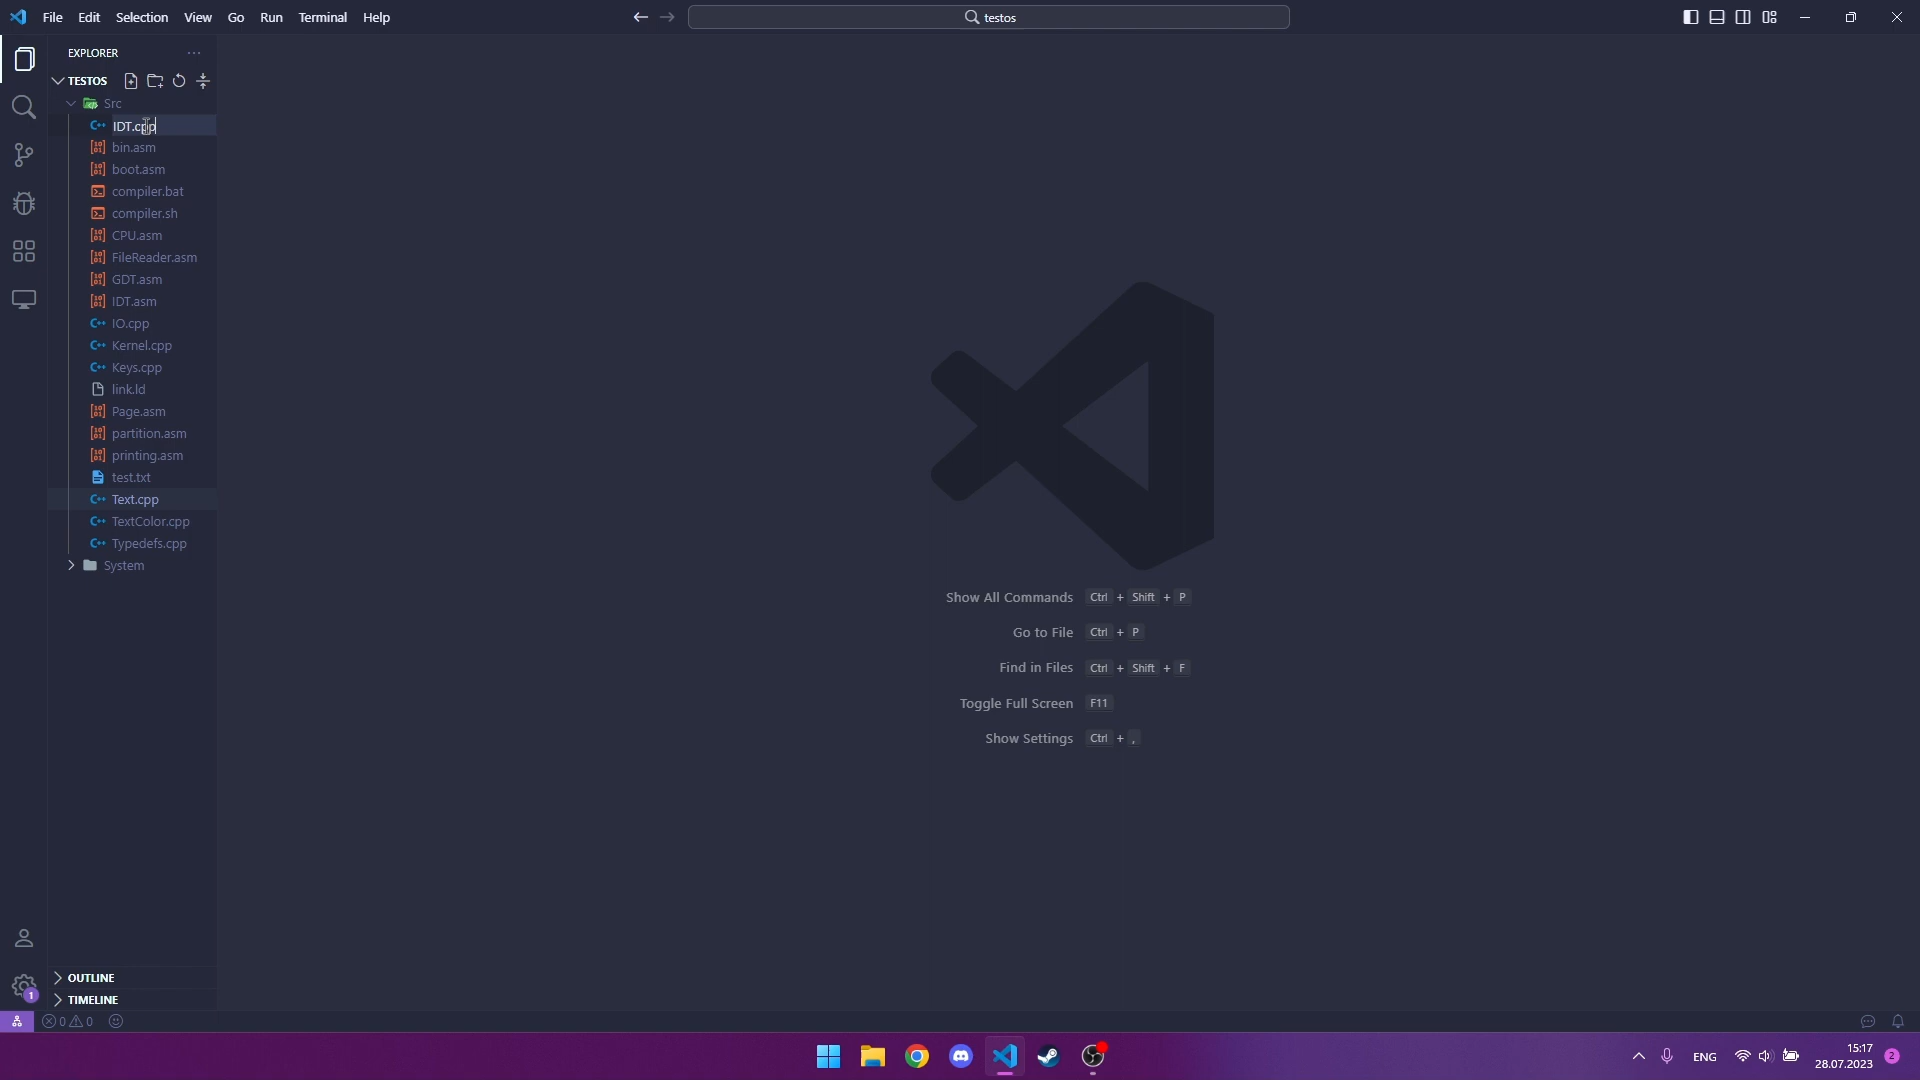 File Edit Selection View Go Run Terminal Help
testos
EXPLORER
TESTOS
Src
IDT.cpp
bin.asm
boot.asm
compiler.bat
compiler.sh
CPU.asm
FileReader.asm
GDT.asm
IDT.asm
IO.cpp
Kernel.cpp
Keys.cpp
link.ld
Page.asm
partition.asm
printing.asm
test.txt
Text.cpp
TextColor.cpp
Typedefs.cpp
System
Show All Commands Ctrl + Shift + P
Go to File Ctrl + P
Find in Files Ctrl + Shift + F
Toggle Full Screen F11
Show Settings Ctrl + ,
OUTLINE
1
TIMELINE
0 0
ENG
15:17
28.07.2023
2